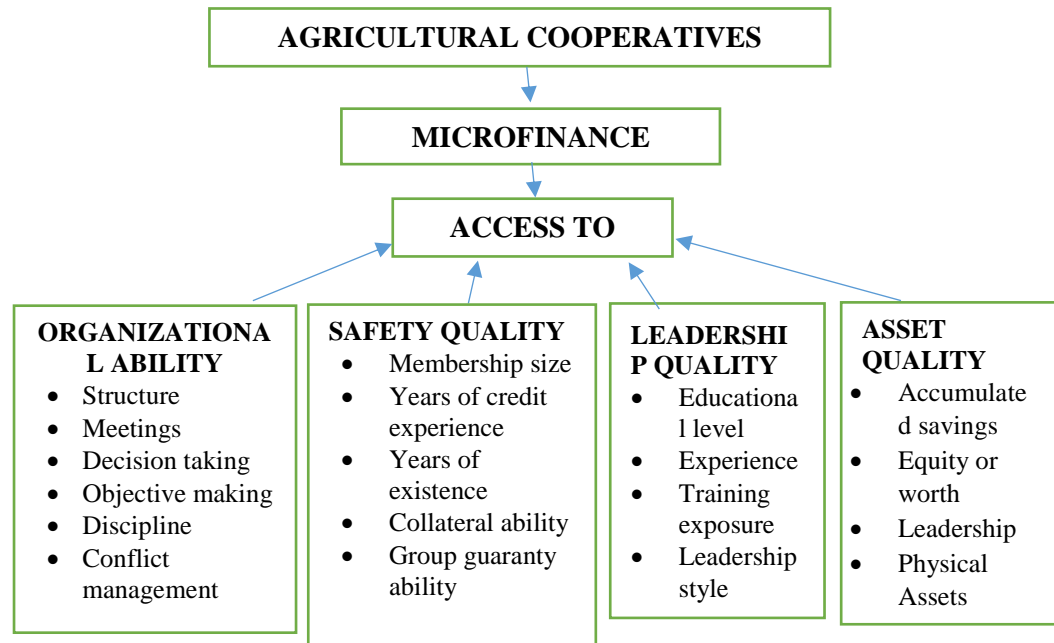 AGRICULTURAL COOPERATIVES
MICROFINANCE
ACCESS TO
ORGANIZATIONA
L ABILITY
• Structure
• Meetings
• Decision taking
• Objective making
• Discipline
• Conflict
management
SAFETY QUALITY
• Membership size
• Years of credit
experience
• Years of
existence
• Collateral ability
• Group guaranty
ability
LEADERSHI
P QUALITY
• Educationa
l level
• Experience
• Training
exposure
• Leadership
style
ASSET
QUALITY
• Accumulate
d savings
• Equity or
worth
• Leadership
• Physical
Assets